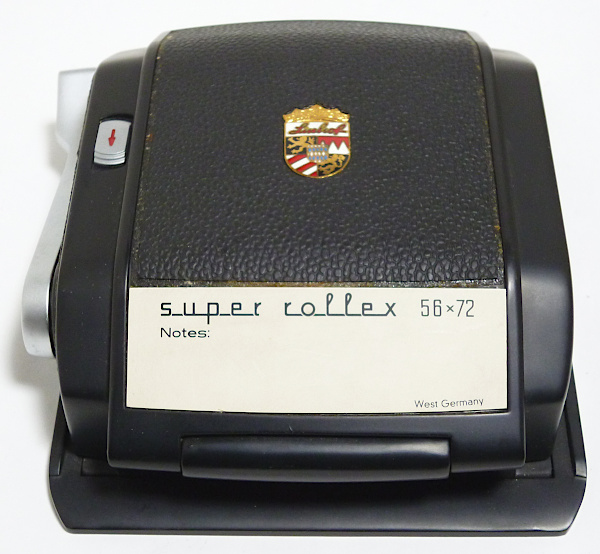 Linhof
super rollex 56×72
Notes:
West Germany